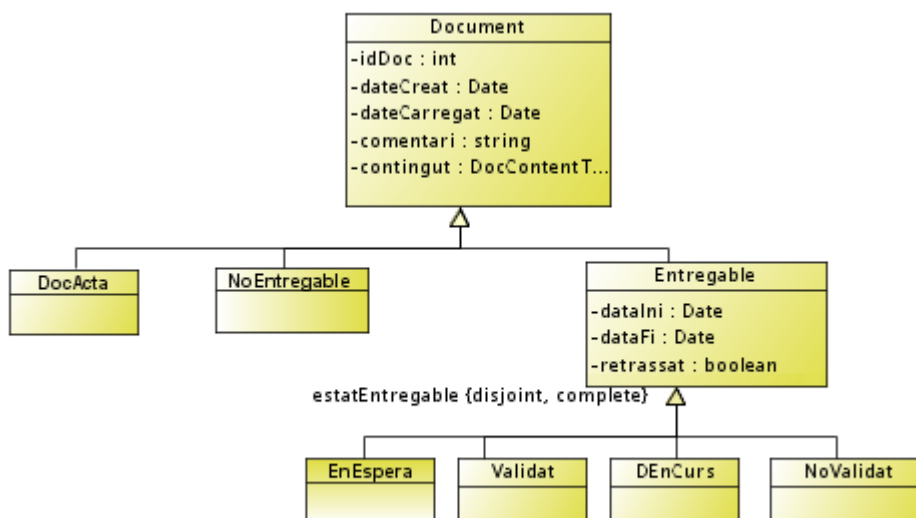 Document
-idDoc : int
-dateCreat : Date
-dateCarregat : Date
-comentari : string
-contingut : DocContentT...
DocActa
NoEntregable
Entregable
-dataIni : Date
-dataFi : Date
-retrassat : boolean
estatEntregable {disjoint, complete}
EnEspera
Validat
DEnCurs
NoValidat